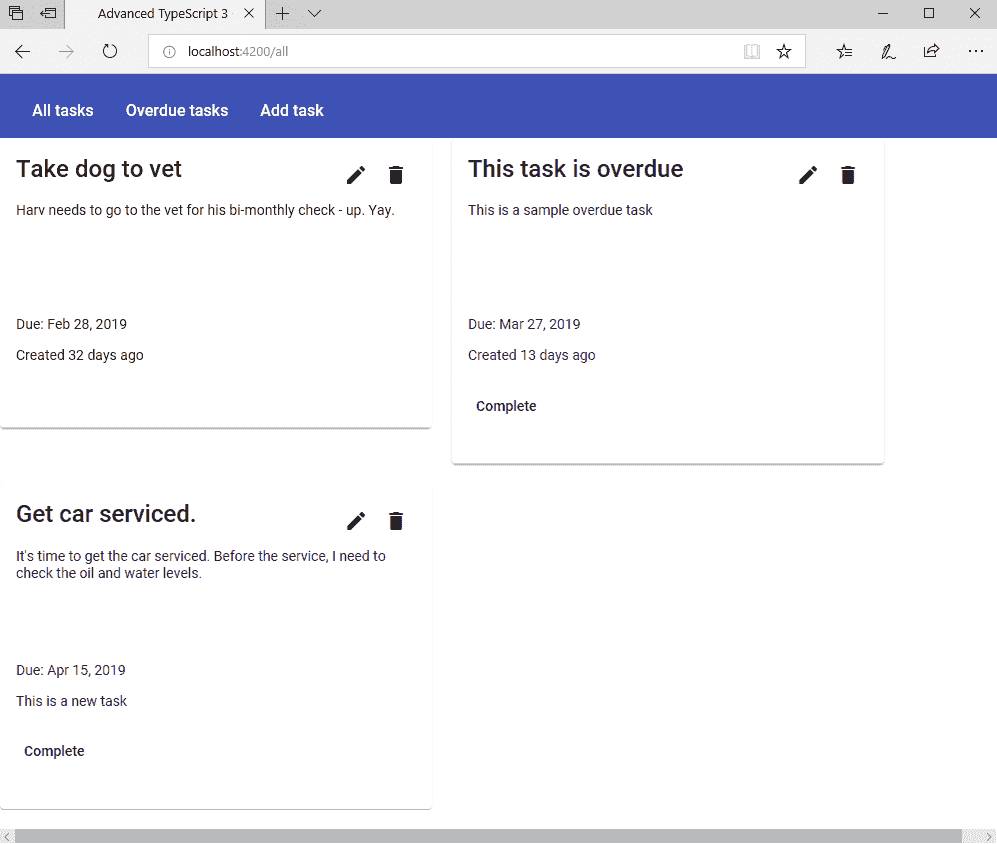 Advanced TypeScript 3
localhost:4200/all
All tasks Overdue tasks Add task
Take dog to vet
Harv needs to go to the vet for his bi-monthly check - up. Yay.
Due: Feb 28, 2019
Created 32 days ago
This task is overdue
This is a sample overdue task
Due: Mar 27, 2019
Created 13 days ago
Complete
Get car serviced.
It's time to get the car serviced. Before the service, I need to
check the oil and water levels.
Due: Apr 15, 2019
This is a new task
Complete